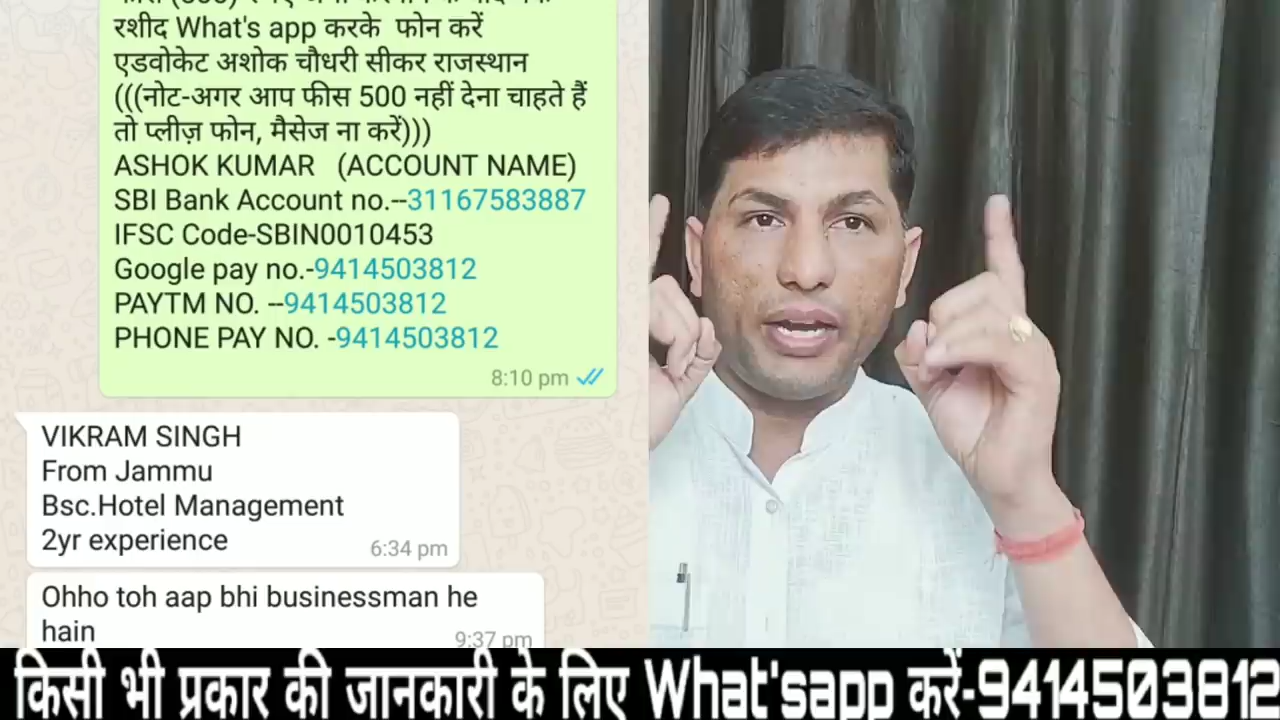 रशीद What's app करके फोन करें
एडवोकेट अशोक चौधरी सीकर राजस्थान
(((नोट-अगर आप फीस 500 नहीं देना चाहते हैं
तो प्लीज़ फोन, मैसेज ना करें)))
ASHOK KUMAR (ACCOUNT NAME)
SBI Bank Account no.--31167583887
IFSC Code-SBIN0010453
Google pay no.-9414503812
PAYTM NO. --9414503812
PHONE PAY NO. -9414503812
8:10 pm
VIKRAM SINGH
From Jammu
Bsc.Hotel Management
2yr experience
6:34 pm
Ohho toh aap bhi businessman he
hain
9:37 pm
किसी भी प्रकार की जानकारी के लिए What'sapp करें-9414503812